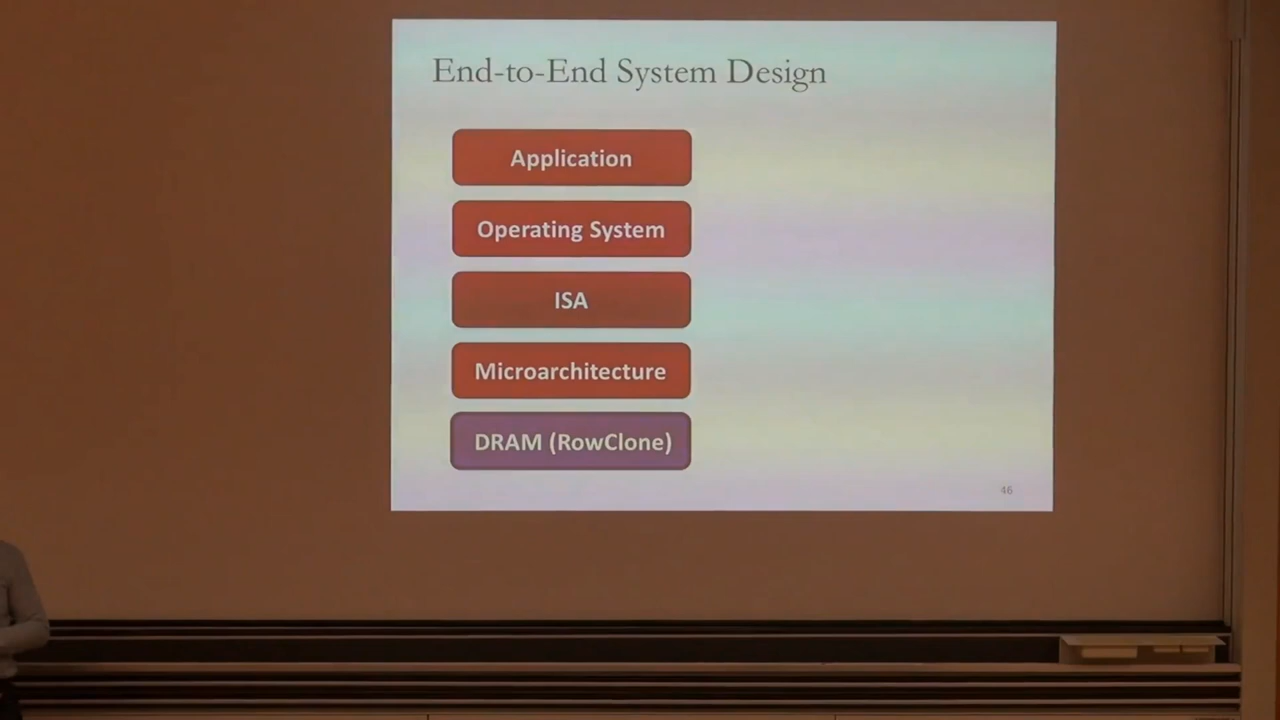 End-to-End System Design
Application
Operating System
ISA
Microarchitecture
DRAM (RowClone)
46